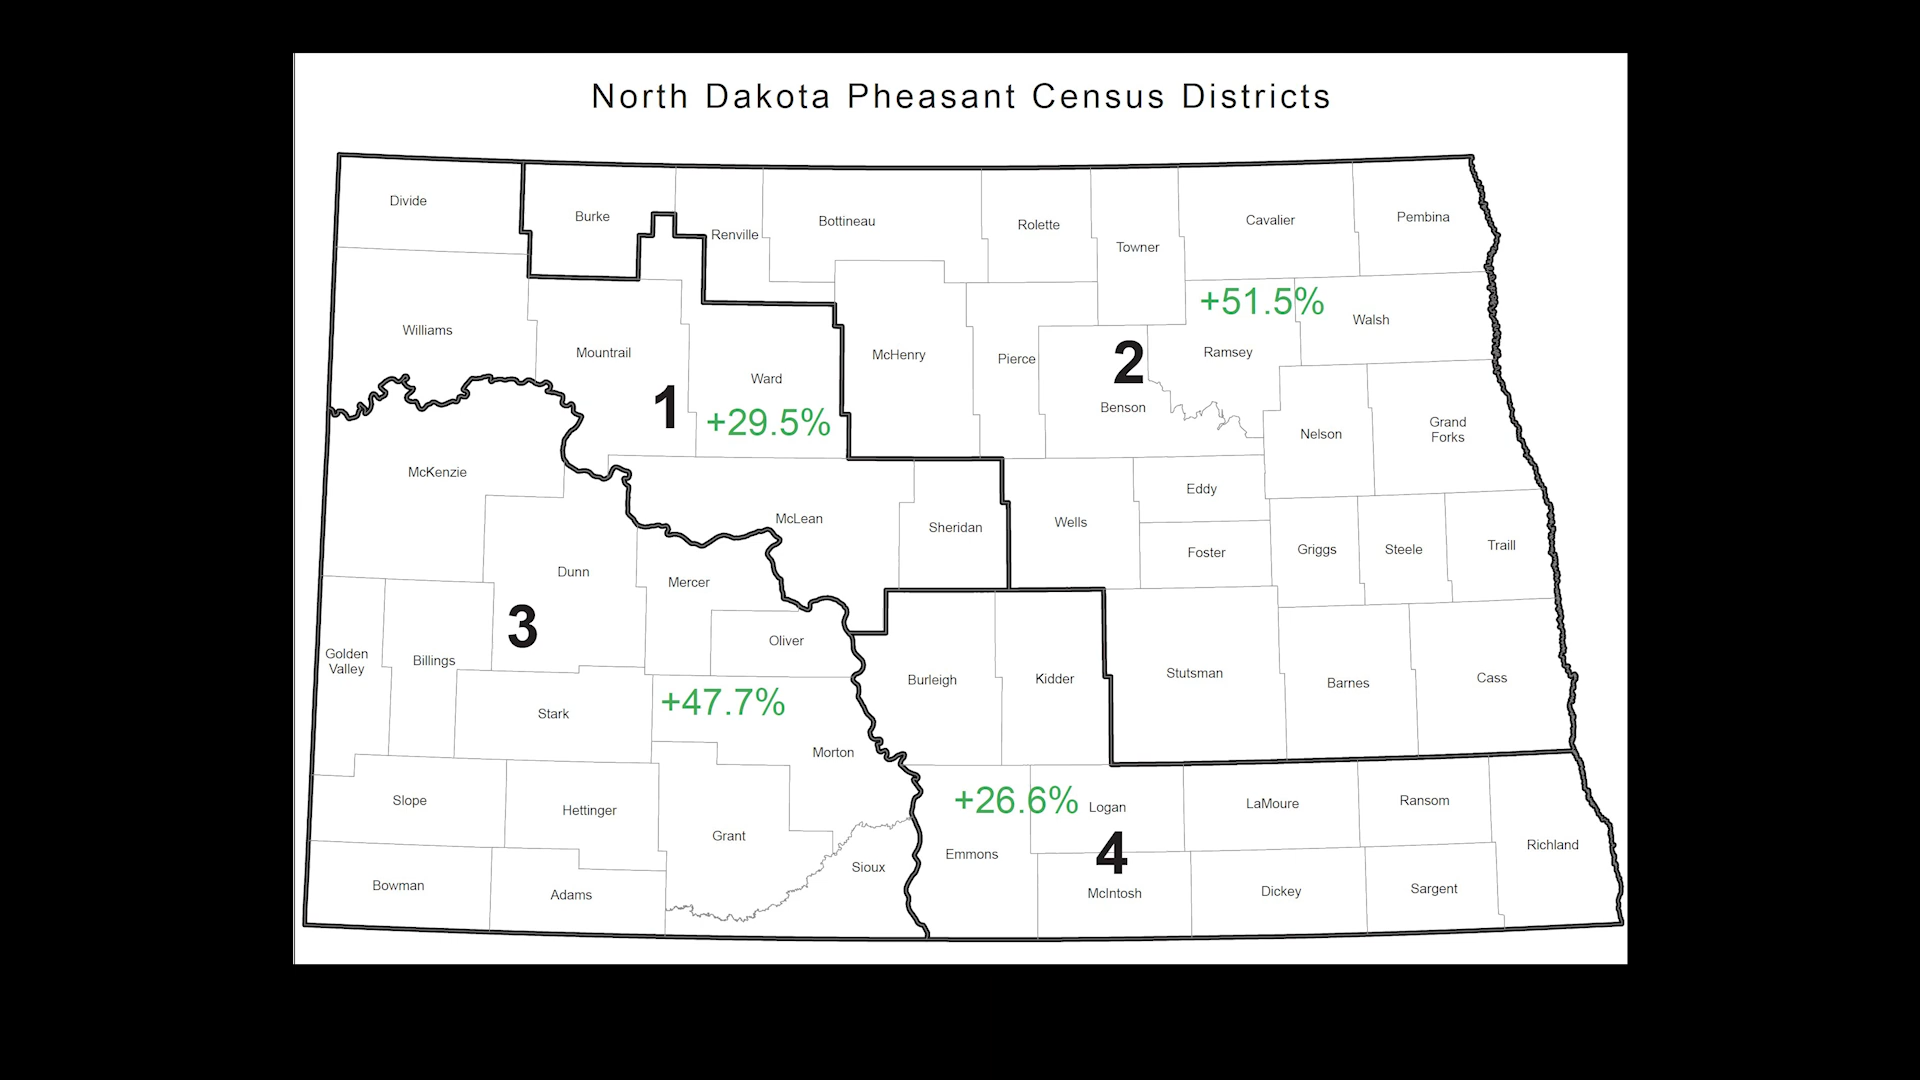 North Dakota Pheasant Census Districts
Divide
Burke
Renville
Bottineau
Rolette
Towner
Cavalier
Pembina
Williams
Mountrail
Ward
McHenry
Pierce
2
Benson
+51.5%
Ramsey
Walsh
1
+29.5%
Nelson
Grand
Forks
McKenzie
McLean
Sheridan
Wells
Eddy
Foster
Griggs
Steele
Traill
Dunn
Mercer
3
Oliver
Golden
Valley
Billings
Stark
+47.7%
Morton
Burleigh
Kidder
Stutsman
Barnes
Cass
Slope
Hettinger
Grant
Sioux
+26.6%
Logan
LaMoure
Ransom
Richland
Emmons
4
Bowman
Adams
McIntosh
Dickey
Sargent